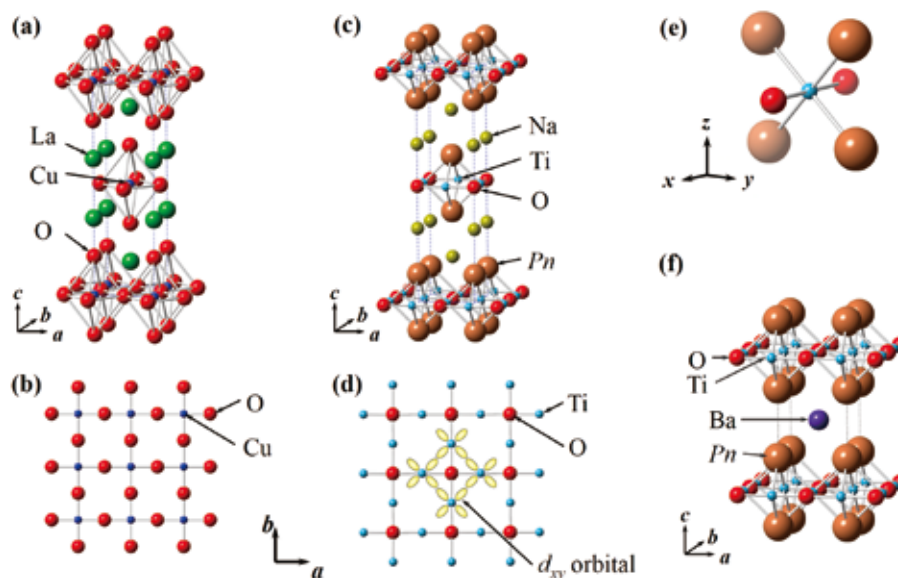 (a)
La
Cu
O
c
b
a
(b)
O
Cu
b
a
(c)
Na
Ti
O
Pn
c
b
a
(d)
Ti
O
d_xy orbital
(e)
z
x
y
(f)
O
Ti
Ba
Pn
c
b
a